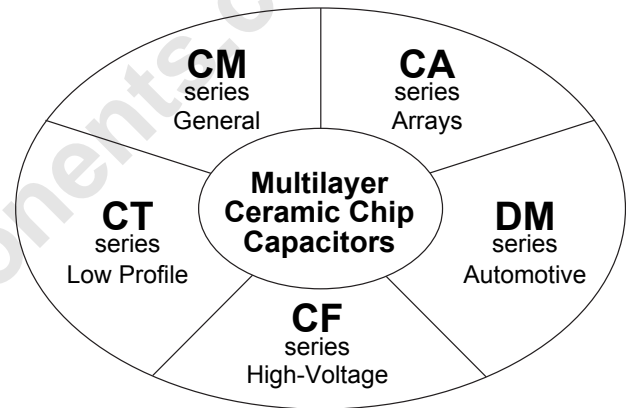 CM
series
General
CA
series
Arrays
Multilayer
Ceramic Chip
Capacitors
CT
series
Low Profile
DM
series
Automotive
CF
series
High-Voltage